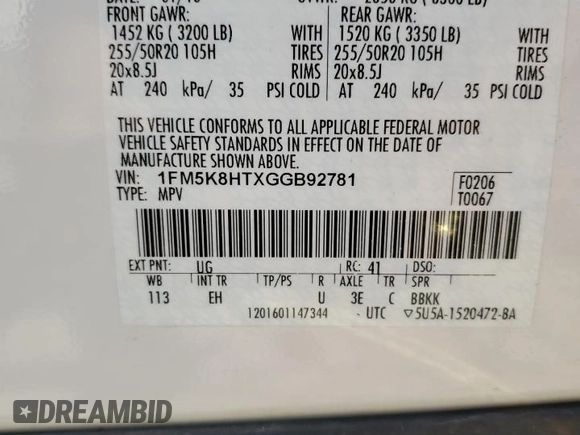 FRONT GAWR: REAR GAWR:
1452 KG ( 3200 LB) WITH 1520 KG ( 3350 LB) WITH
255/50R20 105H TIRES 255/50R20 105H TIRES
20x8.5J RIMS 20x8.5J RIMS
AT 240 kPa/ 35 PSI COLD AT 240 kPa/ 35 PSI COLD
THIS VEHICLE CONFORMS TO ALL APPLICABLE FEDERAL MOTOR
VEHICLE SAFETY STANDARDS IN EFFECT ON THE DATE OF
MANUFACTURE SHOWN ABOVE.
VIN: 1FM5K8HTXGGB92781 F0206
TYPE: MPV T0067
EXT PNT: UG RC: 41 DSO:
WB INT TR TP/PS R AXLE TR SPR
113 EH U 3E C BBKK
1201601147344 UTC ▽5U5A-1520472-BA
DREAMBID